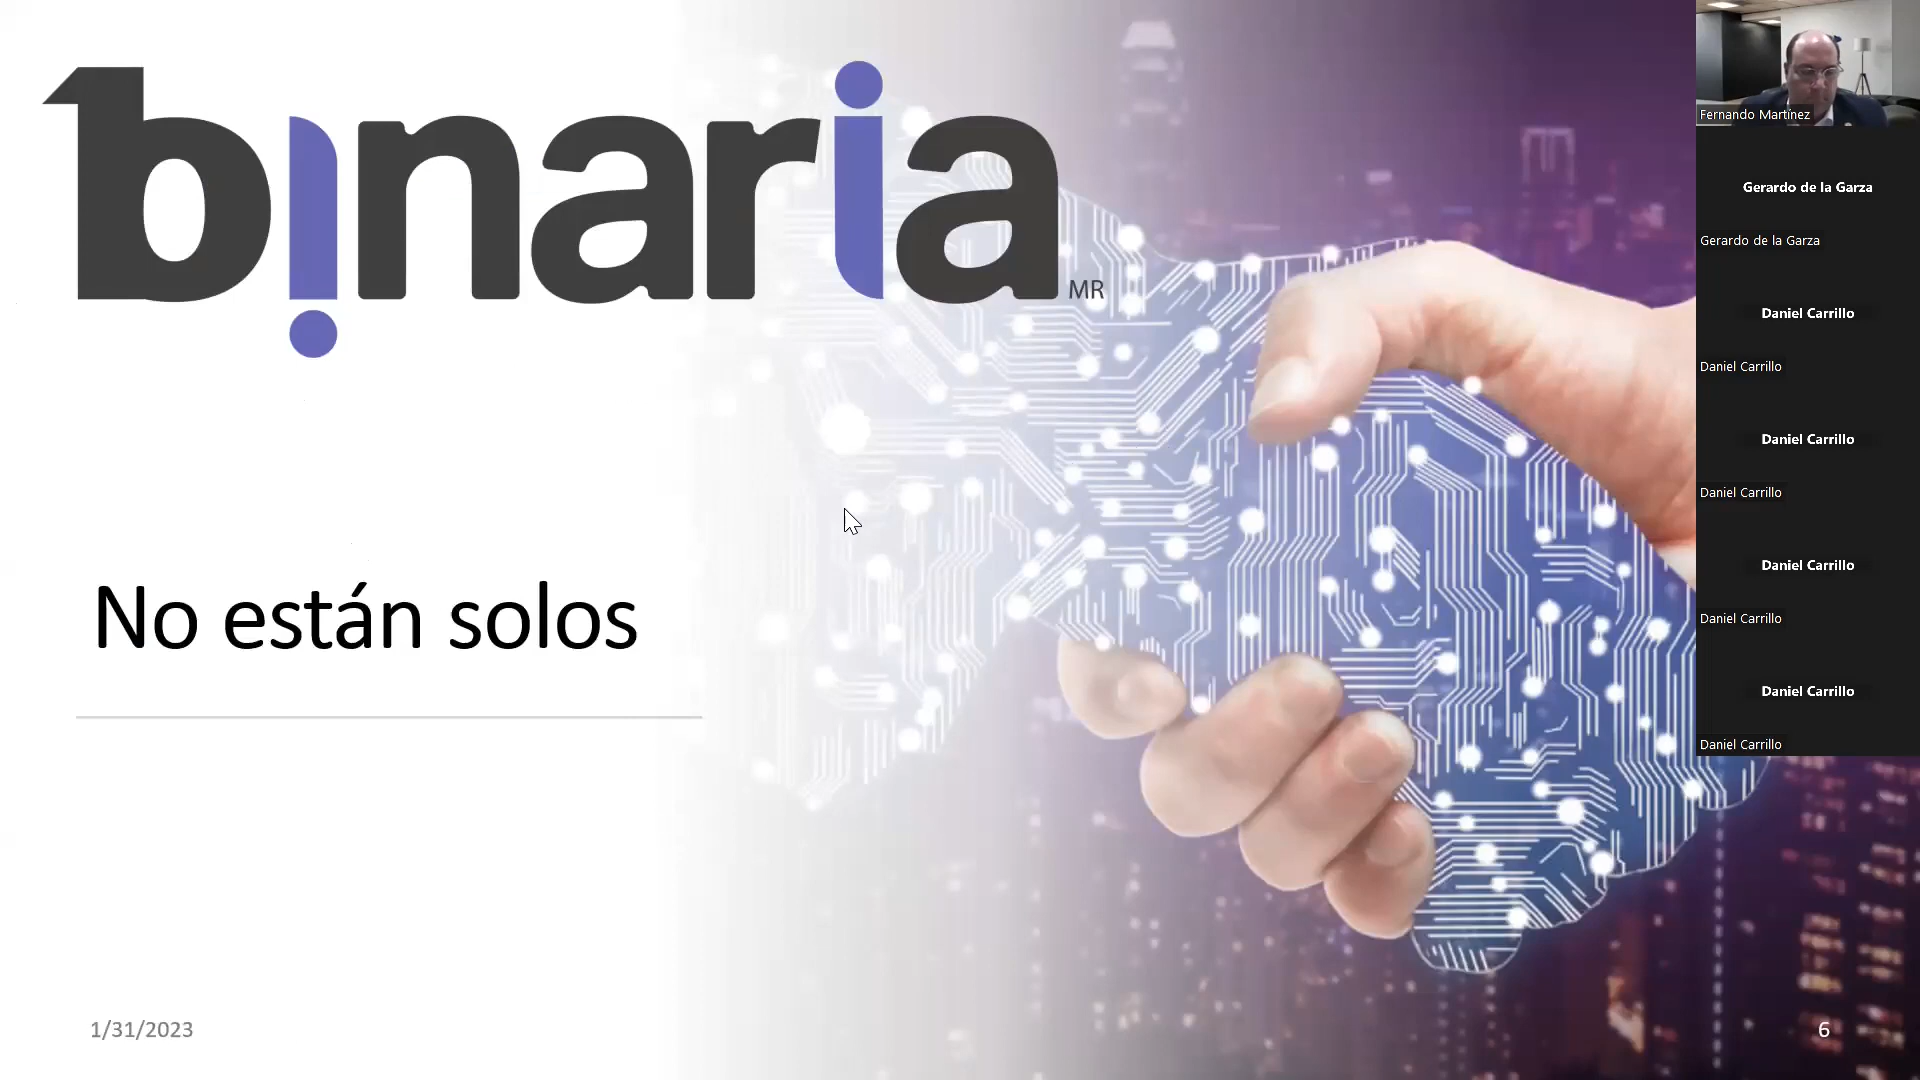 binaria
MR
No están solos
1/31/2023
6
Fernando Martínez
Gerardo de la Garza
Gerardo de la Garza
Daniel Carrillo
Daniel Carrillo
Daniel Carrillo
Daniel Carrillo
Daniel Carrillo
Daniel Carrillo
Daniel Carrillo
Daniel Carrillo